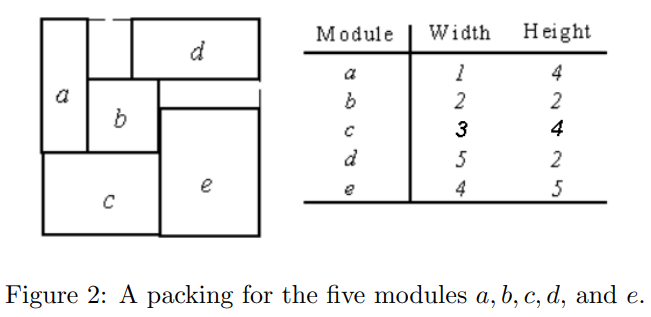 a
b
c
d
e
Module Width Height
a 1 4
b 2 2
c 3 4
d 5 2
e 4 5
Figure 2: A packing for the five modules a, b, c, d, and e.